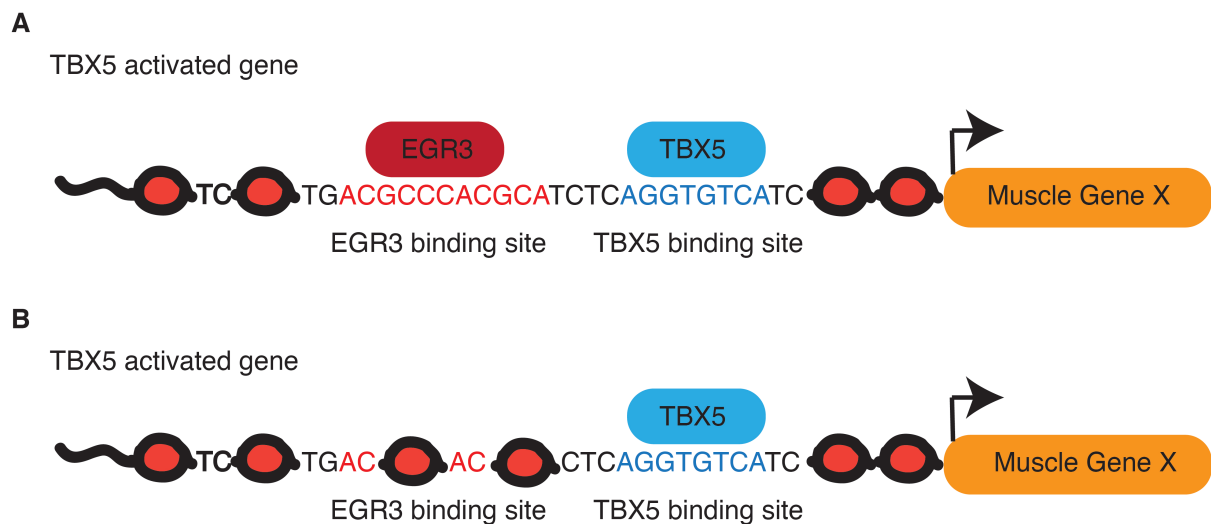 A
TBX5 activated gene
EGR3 TBX5
TC TGACGCCCACGCATCTCAGGTGTCATC Muscle Gene X
EGR3 binding site TBX5 binding site
B
TBX5 activated gene
TBX5
TC TGAC AC CTCAGGTGTCATC Muscle Gene X
EGR3 binding site TBX5 binding site